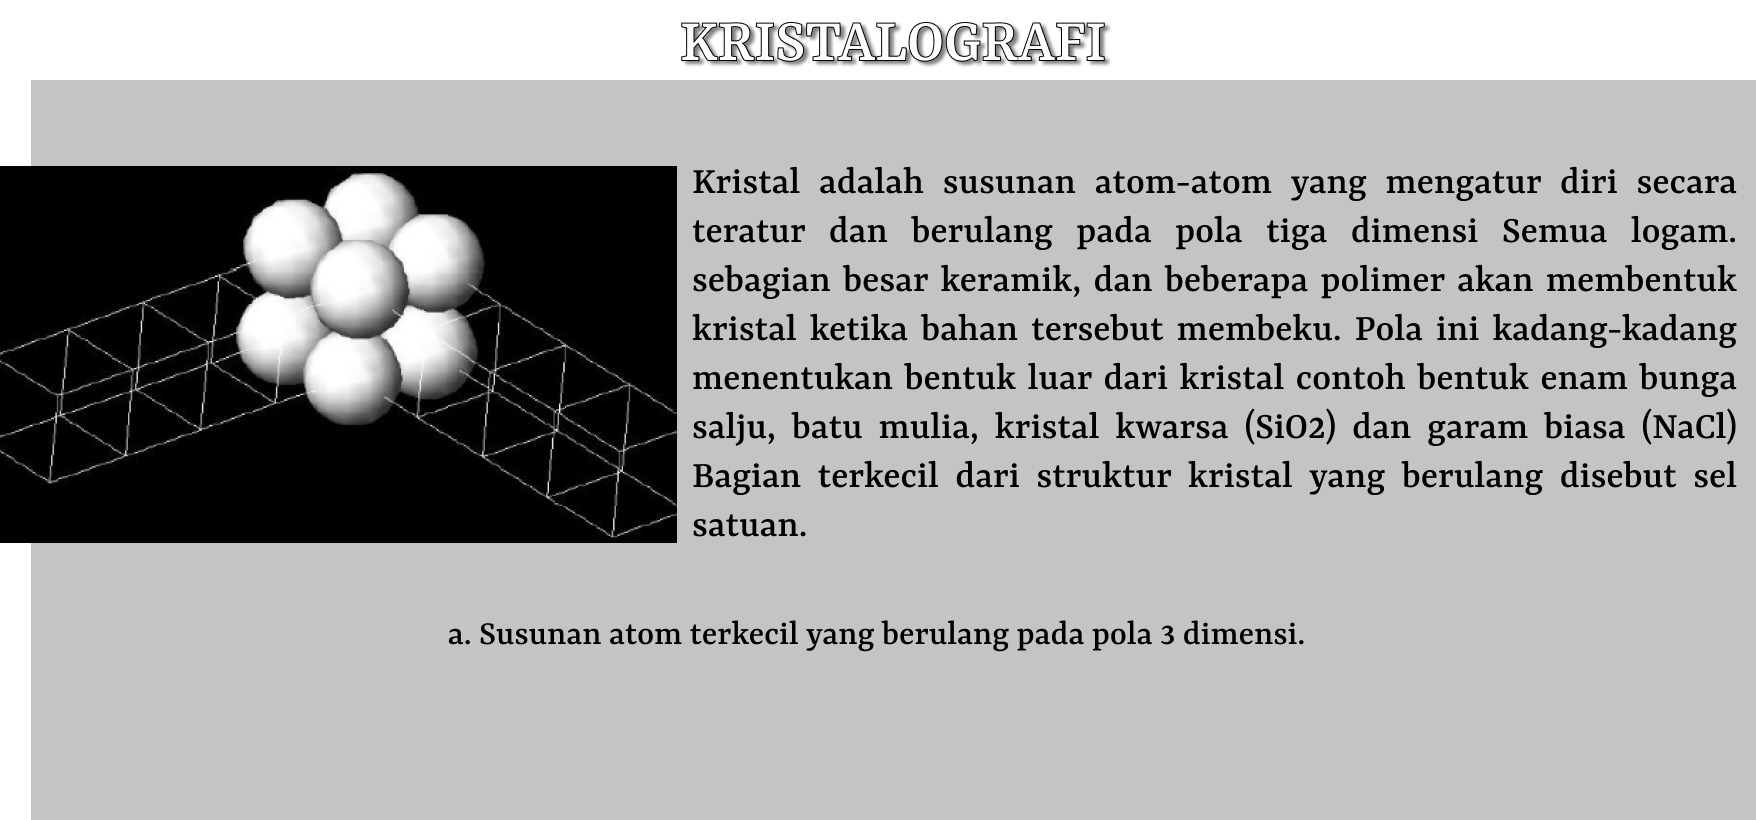 KRISTALOGRAFI
Kristal adalah susunan atom-atom yang mengatur diri secara
teratur dan berulang pada pola tiga dimensi Semua logam.
sebagian besar keramik, dan beberapa polimer akan membentuk
kristal ketika bahan tersebut membeku. Pola ini kadang-kadang
menentukan bentuk luar dari kristal contoh bentuk enam bunga
salju, batu mulia, kristal kwarsa (SiO2) dan garam biasa (NaCl)
Bagian terkecil dari struktur kristal yang berulang disebut sel
satuan.
a. Susunan atom terkecil yang berulang pada pola 3 dimensi.